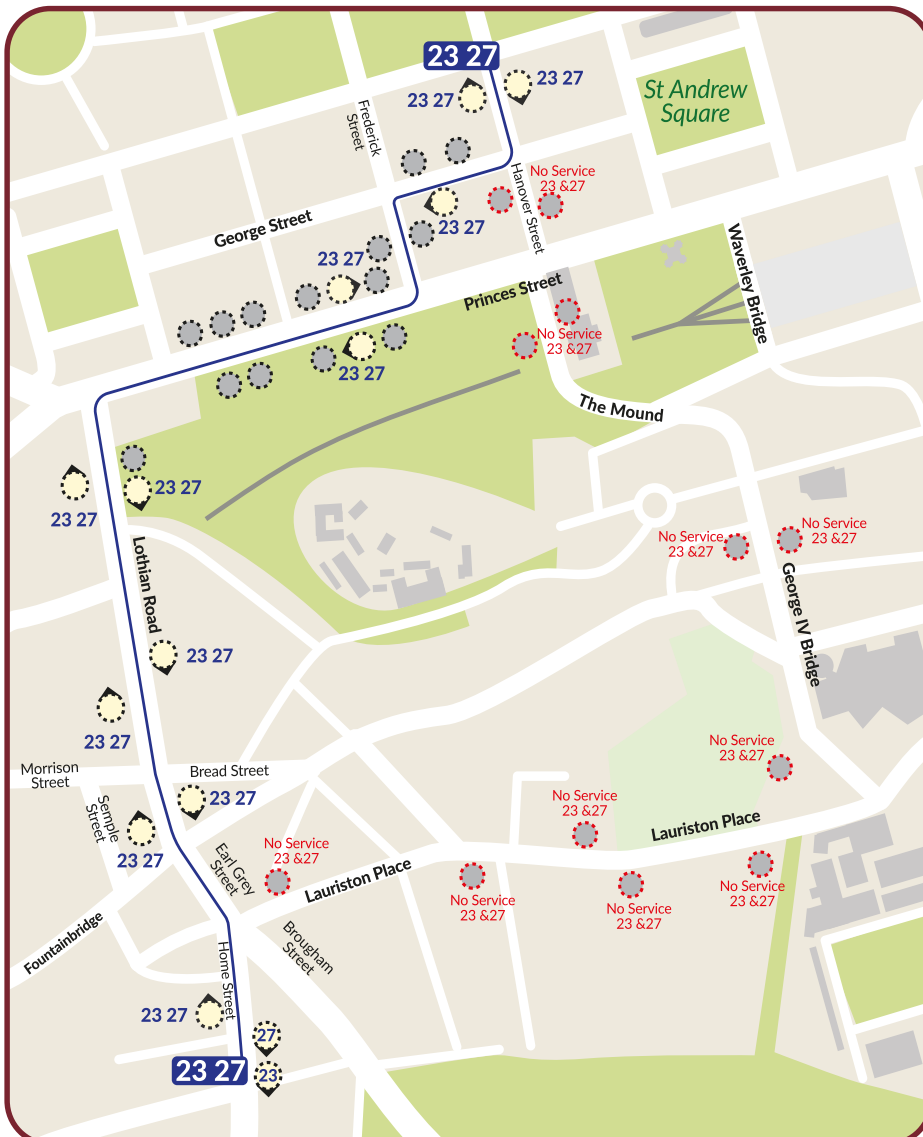 23 27
23 27
23 27
St Andrew
Square
Frederick
Street
No Service
23 &27
Hanover Street
George Street
23 27
23 27
Waverley Bridge
Princes Street
No Service
23 &27
23 27
The Mound
23 27
23 27
No Service
23 &27
No Service
23 &27
Lothian Road
George IV Bridge
23 27
23 27
No Service
23 &27
Morrison
Street
Bread Street
23 27
Semple
Street
No Service
23 &27
Lauriston Place
23 27
Earl Grey
Street
No Service
23 &27
Lauriston Place
No Service
23 &27
No Service
23 &27
No Service
23 &27
Fountainbridge
Brougham
Street
Home Street
23 27
27
23 27
23